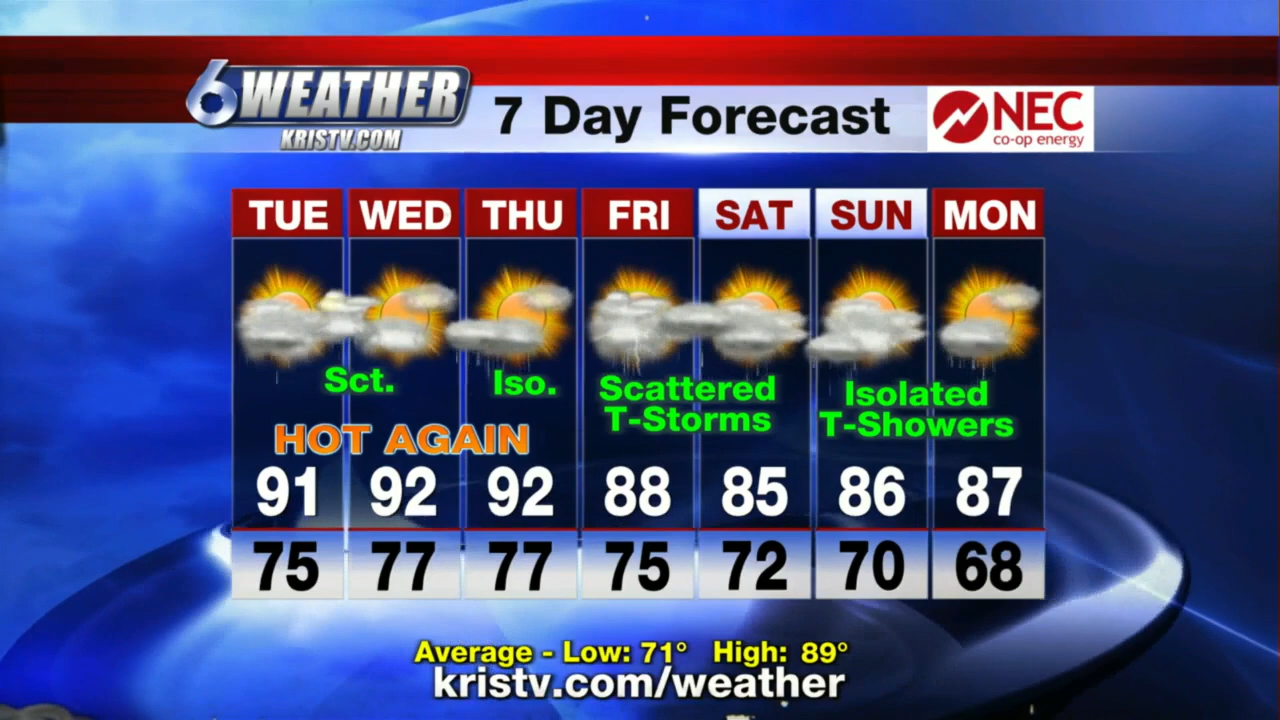 6 WEATHER
KRISTV.COM
7 Day Forecast
NEC
co-op energy
TUE WED THU FRI SAT SUN MON
Sct. Iso. Scattered T-Storms Isolated T-Showers
HOT AGAIN
91 92 92 88 85 86 87
75 77 77 75 72 70 68
Average - Low: 71° High: 89°
kristv.com/weather